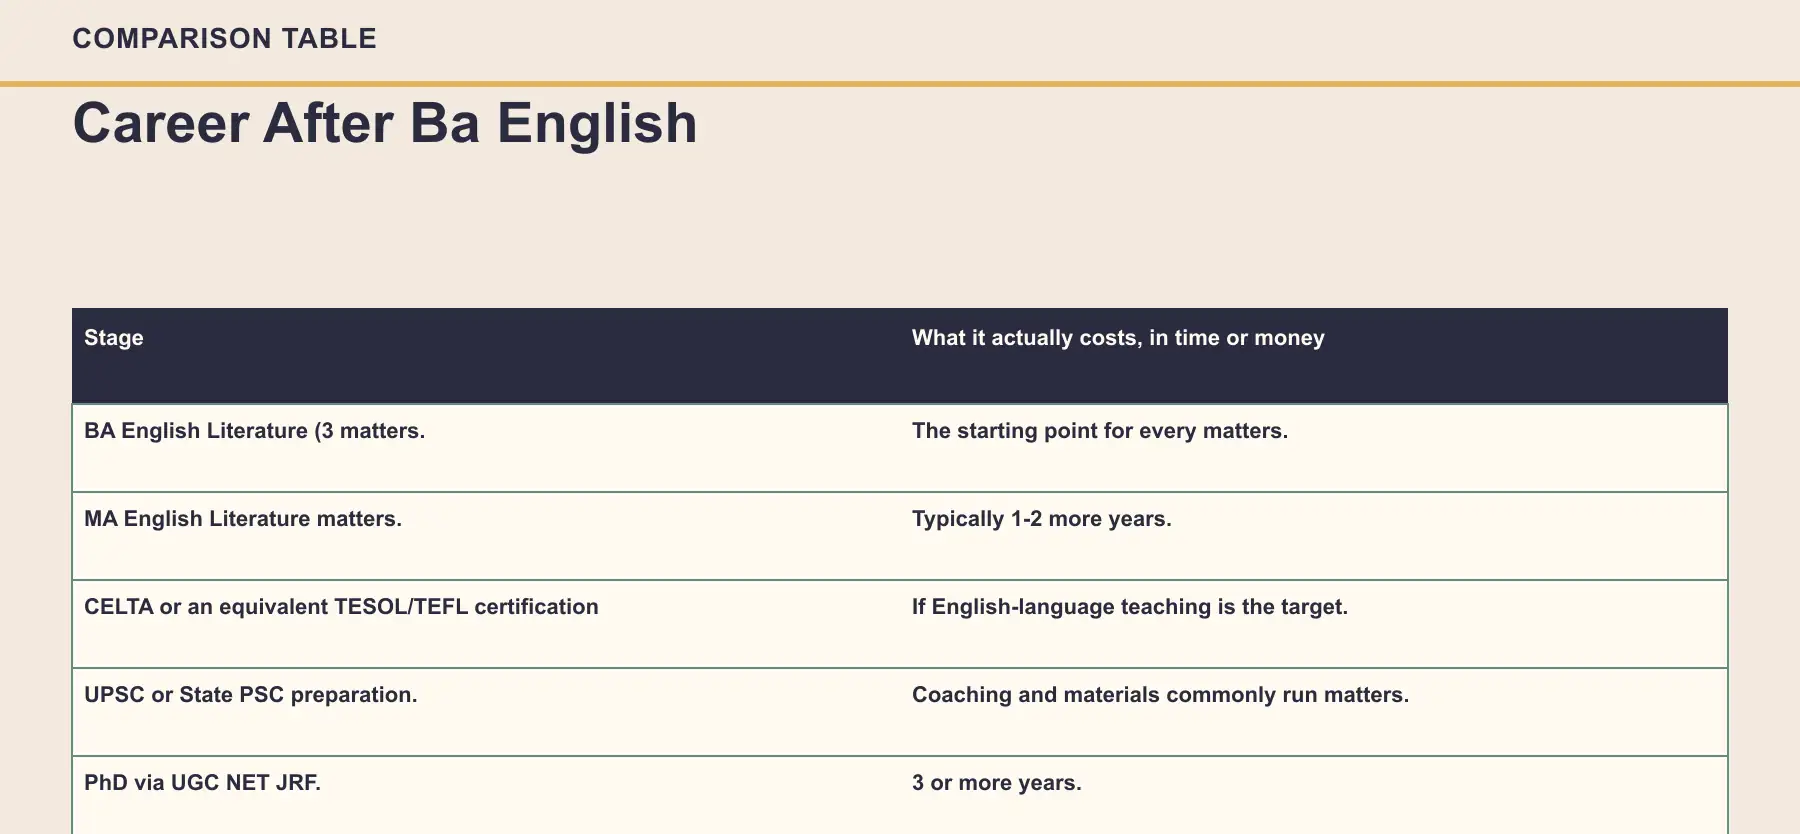 COMPARISON TABLE
Career After Ba English
Stage
What it actually costs, in time or money
BA English Literature (3 matters.
The starting point for every matters.
MA English Literature matters.
Typically 1-2 more years.
CELTA or an equivalent TESOL/TEFL certification
If English-language teaching is the target.
UPSC or State PSC preparation.
Coaching and materials commonly run matters.
PhD via UGC NET JRF.
3 or more years.